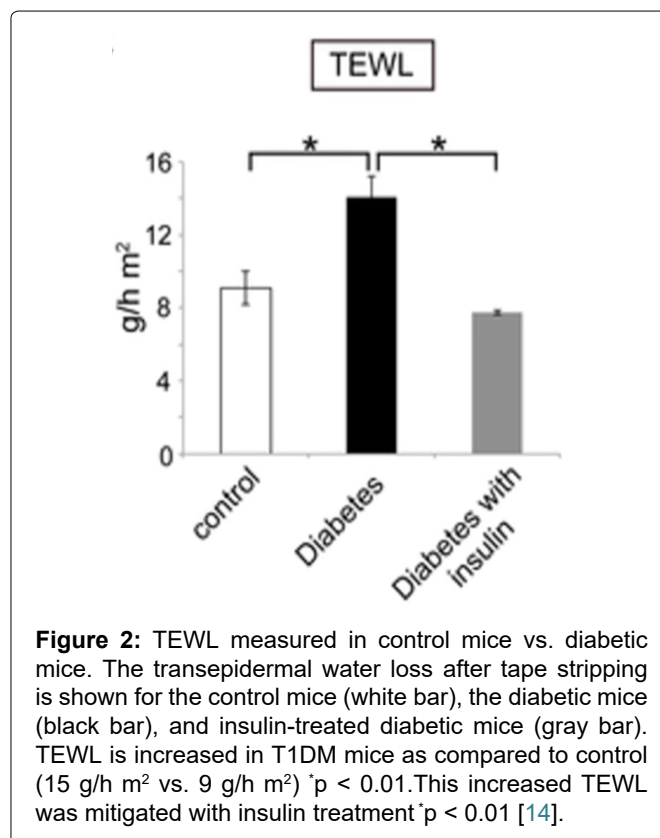 TEWL
* *
16
12
8
4
0
g/h m²
control
Diabetes
Diabetes with
insulin
Figure 2: TEWL measured in control mice vs. diabetic
mice. The transepidermal water loss after tape stripping
is shown for the control mice (white bar), the diabetic mice
(black bar), and insulin-treated diabetic mice (gray bar).
TEWL is increased in T1DM mice as compared to control
(15 g/h m² vs. 9 g/h m²) *p < 0.01.This increased TEWL
was mitigated with insulin treatment *p < 0.01 [14].